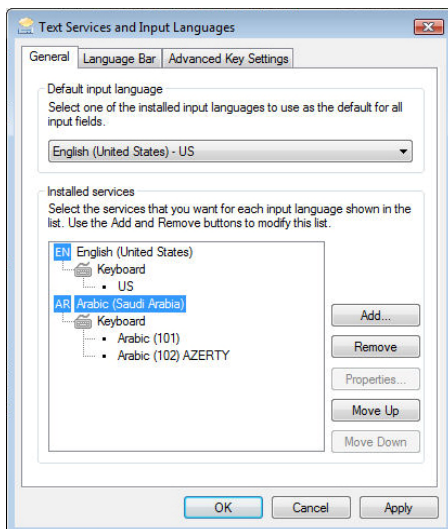 Text Services and Input Languages
General Language Bar Advanced Key Settings
Default input language
Select one of the installed input languages to use as the default for all
input fields.
English (United States) - US
Installed services
Select the services that you want for each input language shown in the
list. Use the Add and Remove buttons to modify this list.
EN English (United States)
Keyboard
US
AR Arabic (Saudi Arabia)
Keyboard
Arabic (101)
Arabic (102) AZERTY
Add...
Remove
Properties...
Move Up
Move Down
OK Cancel Apply